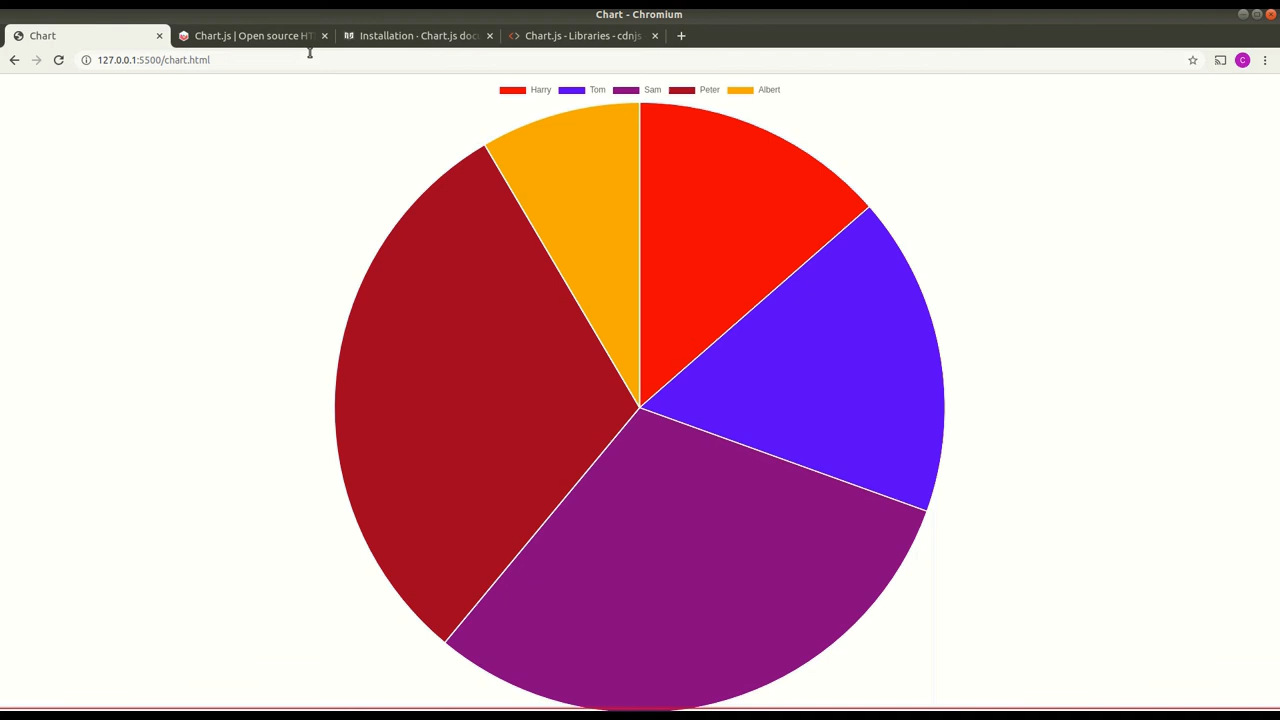 Chart - Chromium
Chart
Chart.js | Open source HT
Installation · Chart.js doc
Chart.js - Libraries - cdnjs
127.0.0.1:5500/chart.html
C
Harry Tom Sam Peter Albert